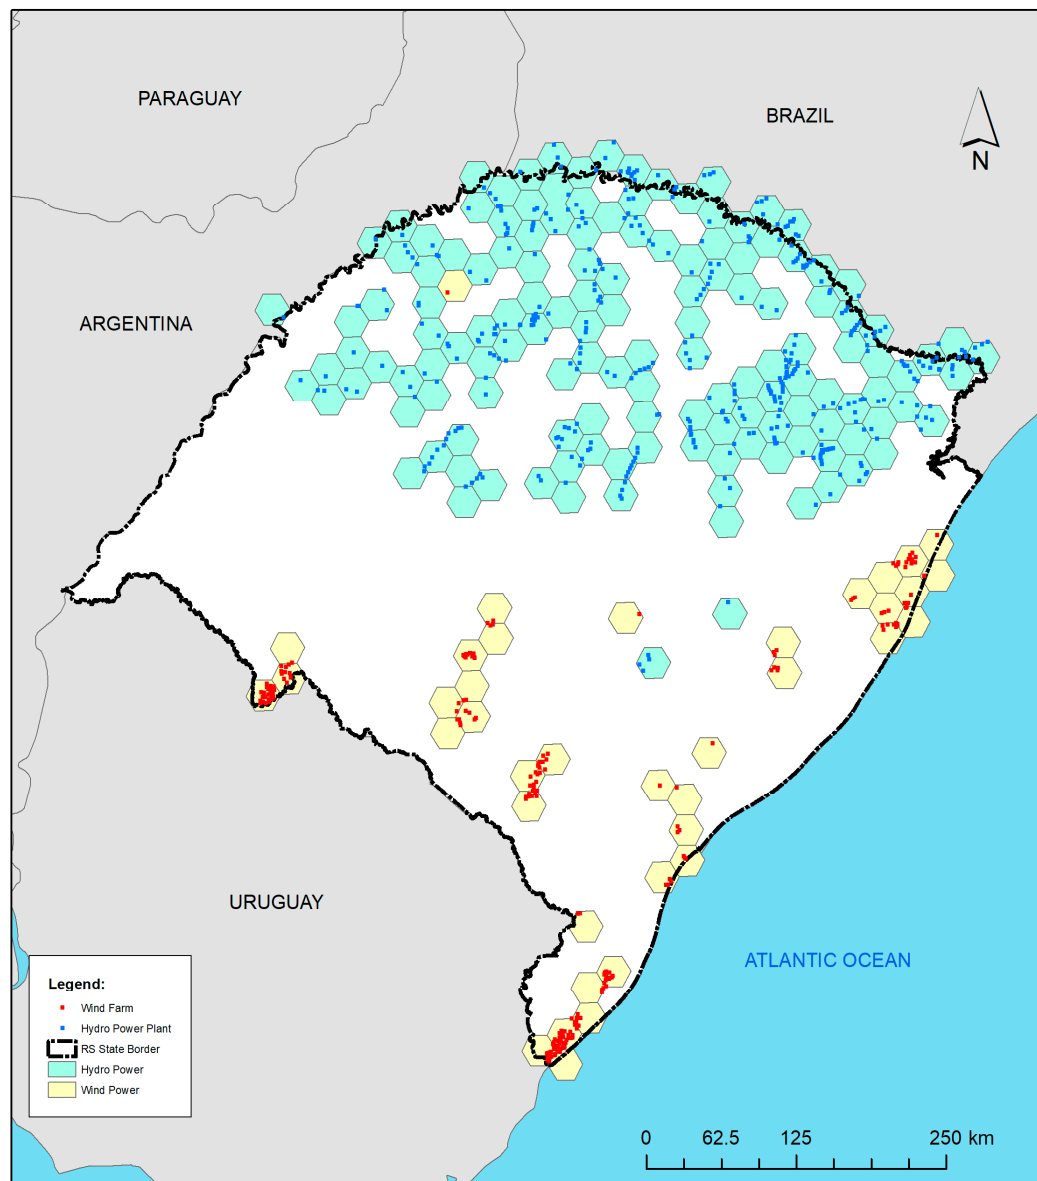 PARAGUAY
BRAZIL
N
ARGENTINA
URUGUAY
ATLANTIC OCEAN
Legend:
Wind Farm
Hydro Power Plant
RS State Border
Hydro Power
Wind Power
0 62.5 125 250 km